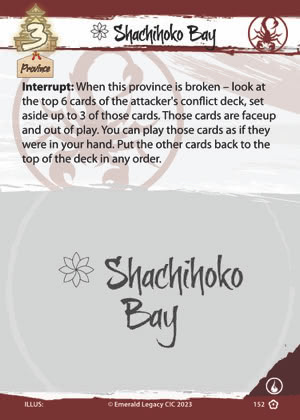 3
Shachihoko Bay
Province
Interrupt: When this province is broken – look at
the top 6 cards of the attacker's conflict deck, set
aside up to 3 of those cards. Those cards are faceup
and out of play. You can play those cards as if they
were in your hand. Put the other cards back to the
top of the deck in any order.
Shachihoko
Bay
ILLUS:
© Emerald Legacy CIC 2023
152